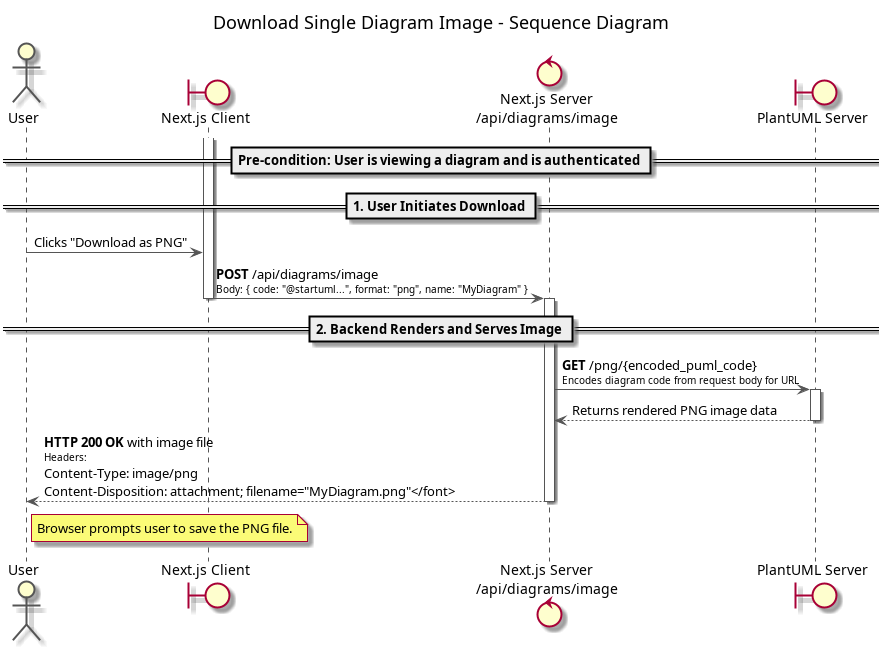 Download Single Diagram Image - Sequence Diagram
User
Next.js Client
Next.js Server
/api/diagrams/image
PlantUML Server
Pre-condition: User is viewing a diagram and is authenticated
1. User Initiates Download
Clicks "Download as PNG"
POST /api/diagrams/image
Body: { code: "@startuml...", format: "png", name: "MyDiagram" }
2. Backend Renders and Serves Image
GET /png/{encoded_puml_code}
Encodes diagram code from request body for URL
Returns rendered PNG image data
HTTP 200 OK with image file
Headers:
Content-Type: image/png
Content-Disposition: attachment; filename="MyDiagram.png"</font>
Browser prompts user to save the PNG file.
User
Next.js Client
Next.js Server
/api/diagrams/image
PlantUML Server